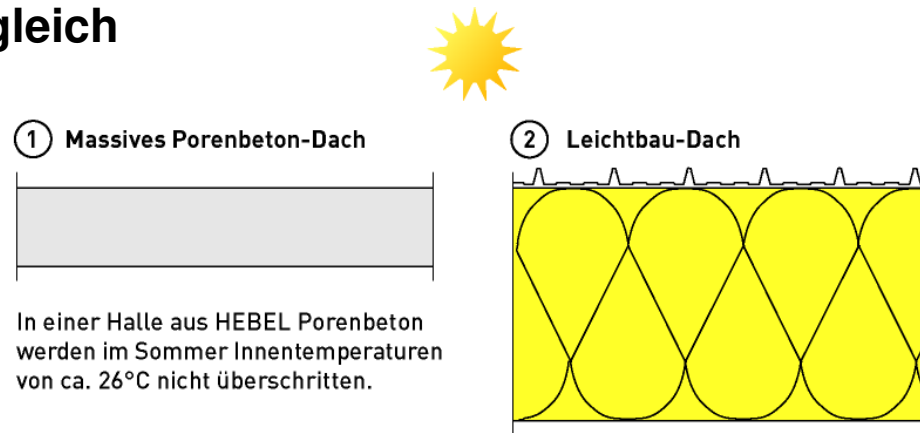 gleich
1 Massives Porenbeton-Dach
2 Leichtbau-Dach
In einer Halle aus HEBEL Porenbeton
werden im Sommer Innentemperaturen
von ca. 26°C nicht überschritten.